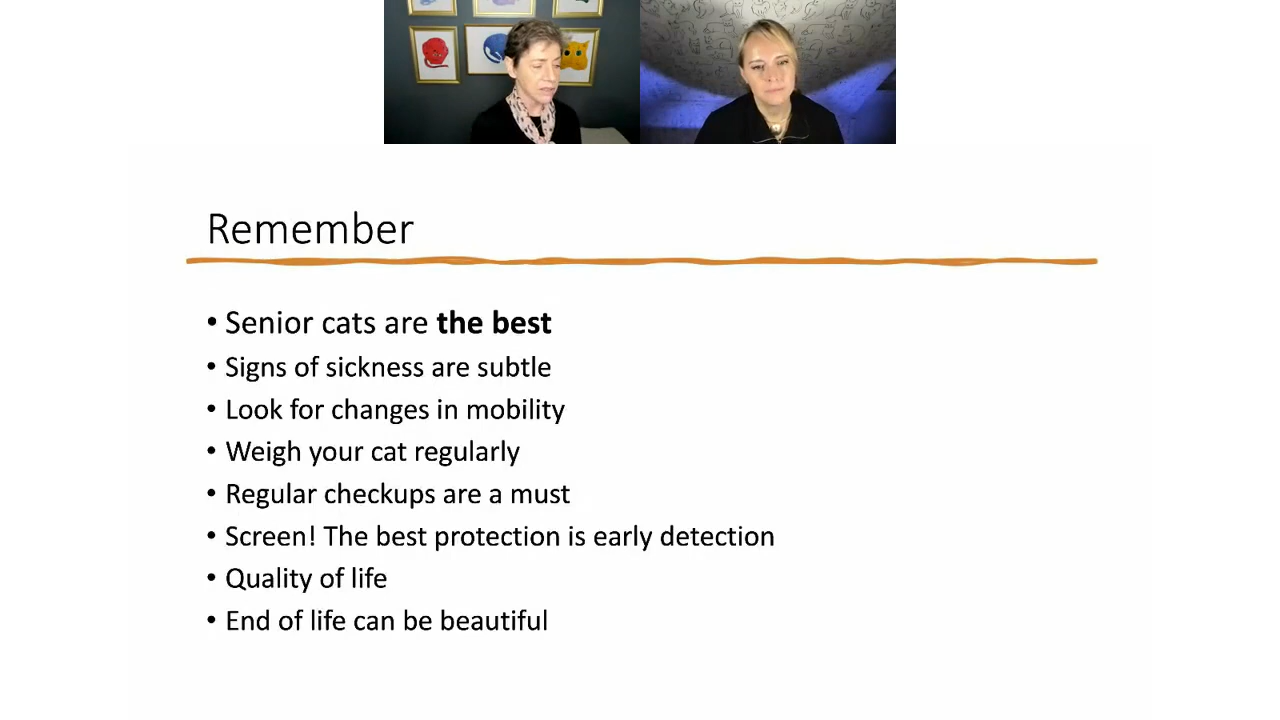 Remember
• Senior cats are the best
• Signs of sickness are subtle
• Look for changes in mobility
• Weigh your cat regularly
• Regular checkups are a must
• Screen! The best protection is early detection
• Quality of life
• End of life can be beautiful